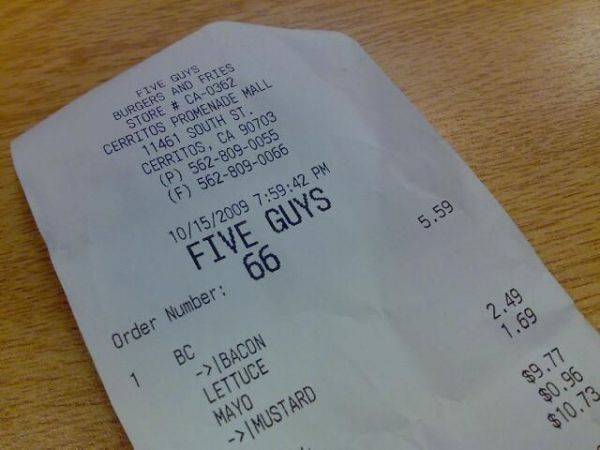 FIVE GUYS
BURGERS AND FRIES
STORE # CA-0362
CERRITOS PROMENADE MALL
11461 SOUTH ST.
CERRITOS, CA 90703
(P) 562-809-0055
(F) 562-809-0066
10/15/2009 7:59:42 PM
FIVE GUYS
Order Number: 66
1 BC 5.59
->|BACON
LETTUCE
MAYO
->|MUSTARD
2.49
1.69
$9.77
$0.96
$10.73